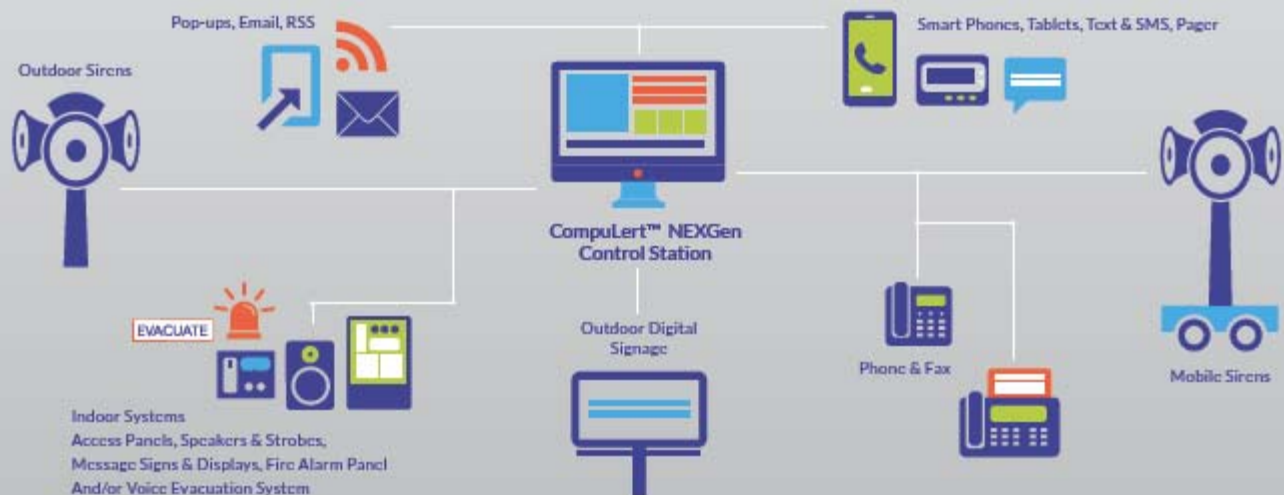 Pop-ups, Email, RSS
Smart Phones, Tablets, Text & SMS, Pager
Outdoor Sirens
CompuLert™ NEXGen
Control Station
EVACUATE
Outdoor Digital
Signage
Phone & Fax
Mobile Sirens
Indoor Systems
Access Panels, Speakers & Strobes,
Message Signs & Displays, Fire Alarm Panel
And/or Voice Evacuation System